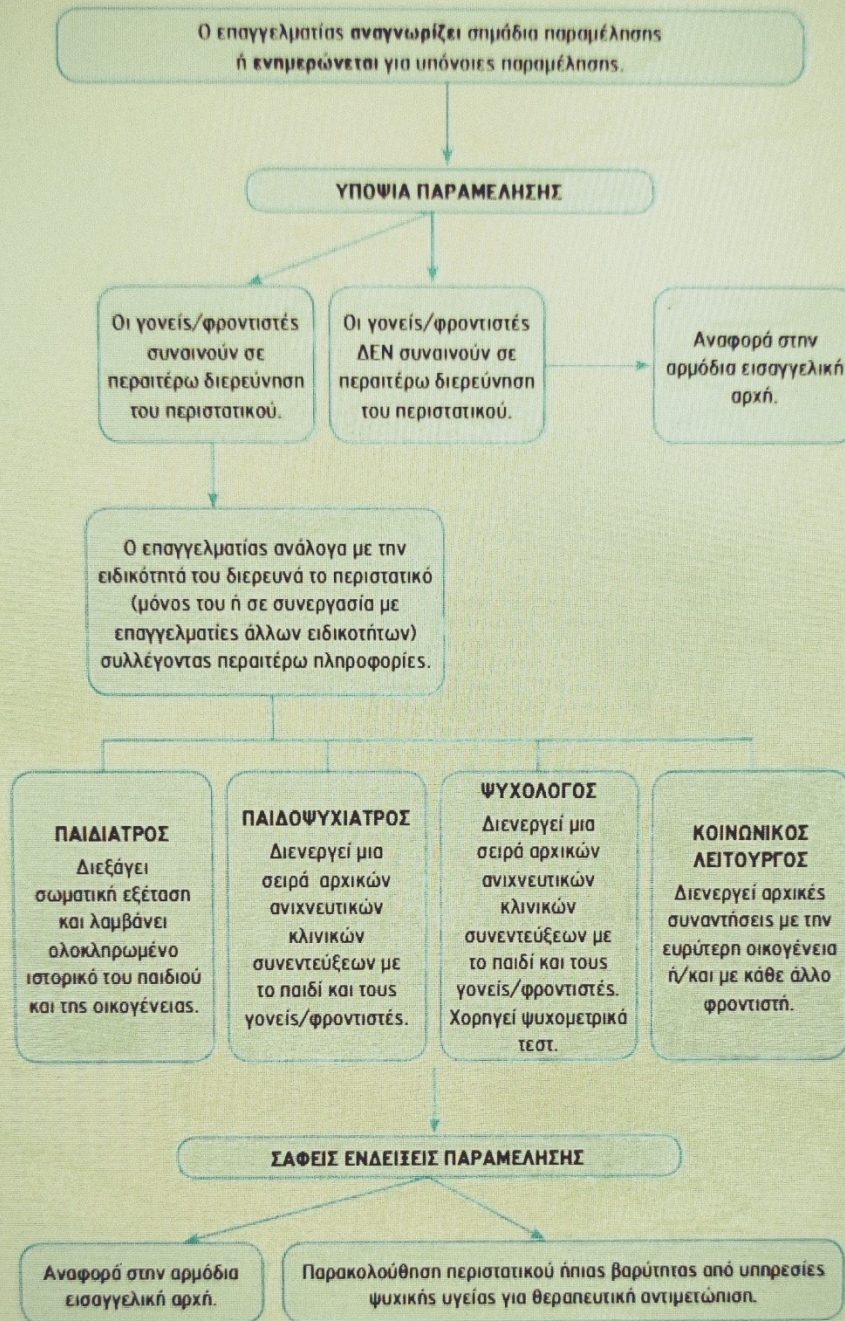 Ο επαγγελματίας αναγνωρίζει σημάδια παραμέλησης
ή ενημερώνεται για υπόνοιες παραμέλησης.
ΥΠΟΨΙΑ ΠΑΡΑΜΕΛΗΣΗΣ
Οι γονείς/φροντιστές
συναινούν σε
περαιτέρω διερεύνηση
του περιστατικού.
Οι γονείς/φροντιστές
ΔΕΝ συναινούν σε
περαιτέρω διερεύνηση
του περιστατικού.
Αναφορά στην
αρμόδια εισαγγελική
αρχή.
Ο επαγγελματίας ανάλογα με την
ειδικότητά του διερευνά το περιστατικό
(μόνος του ή σε συνεργασία με
επαγγελματίες άλλων ειδικοτήτων)
συλλέγοντας περαιτέρω πληροφορίες.
ΠΑΙΔΙΑΤΡΟΣ
Διεξάγει
σωματική εξέταση
και λαμβάνει
ολοκληρωμένο
ιστορικό του παιδιού
και της οικογένειας.
ΠΑΙΔΟΨΥΧΙΑΤΡΟΣ
Διενεργεί μια
σειρά αρχικών
ανιχνευτικών
κλινικών
συνεντεύξεων με
το παιδί και τους
γονείς/φροντιστές.
ΨΥΧΟΛΟΓΟΣ
Διενεργεί μια
σειρά αρχικών
ανιχνευτικών
κλινικών
συνεντεύξεων με
το παιδί και τους
γονείς/φροντιστές.
Χορηγεί ψυχομετρικά
τεστ.
ΚΟΙΝΩΝΙΚΟΣ
ΛΕΙΤΟΥΡΓΟΣ
Διενεργεί αρχικές
συναντήσεις με την
ευρύτερη οικογένεια
ή/και με κάθε άλλο
φροντιστή.
ΣΑΦΕΙΣ ΕΝΔΕΙΞΕΙΣ ΠΑΡΑΜΕΛΗΣΗΣ
Αναφορά στην αρμόδια
εισαγγελική αρχή.
Παρακολούθηση περιστατικού ήπιας βαρύτητας από υπηρεσίες
ψυχικής υγείας για θεραπευτική αντιμετώπιση.